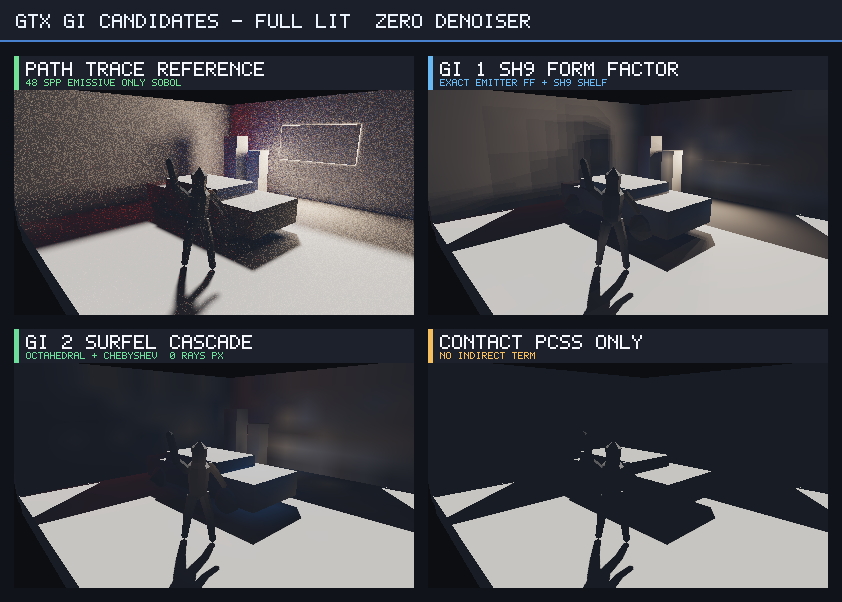 GTX GI CANDIDATES - FULL LIT ZERO DENOISER
PATH TRACE REFERENCE
48 SPP EMISSIVE ONLY SOBOL
GI 1 SH9 FORM FACTOR
EXACT EMITTER FF + SH9 SHELF
GI 2 SURFEL CASCADE
OCTAHEDRAL + CHEBYSHEV 0 RAYS PX
CONTACT PCSS ONLY
NO INDIRECT TERM